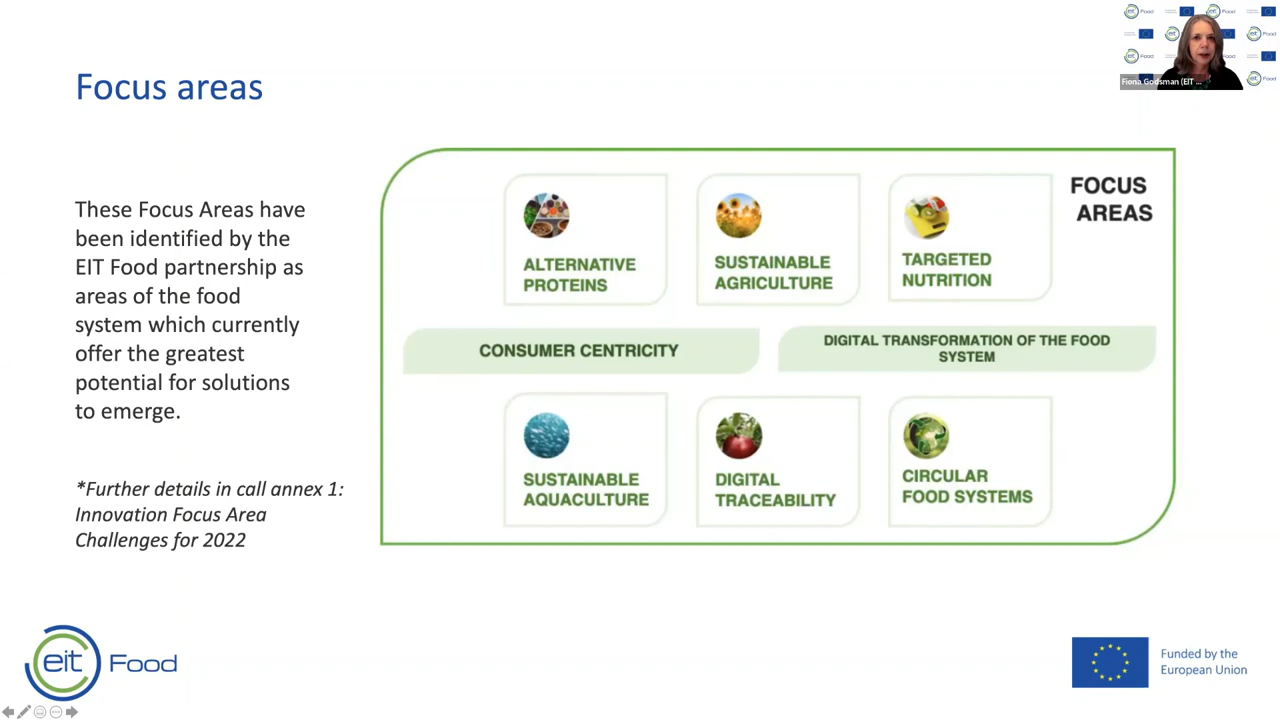 Focus areas
These Focus Areas have
been identified by the
EIT Food partnership as
areas of the food
system which currently
offer the greatest
potential for solutions
to emerge.
*Further details in call annex 1:
Innovation Focus Area
Challenges for 2022
FOCUS
AREAS
ALTERNATIVE
PROTEINS
SUSTAINABLE
AGRICULTURE
TARGETED
NUTRITION
CONSUMER CENTRICITY
DIGITAL TRANSFORMATION OF THE FOOD
SYSTEM
SUSTAINABLE
AQUACULTURE
DIGITAL
TRACEABILITY
CIRCULAR
FOOD SYSTEMS
eit Food
Funded by the
European Union
Fiona Godsman (EIT ...